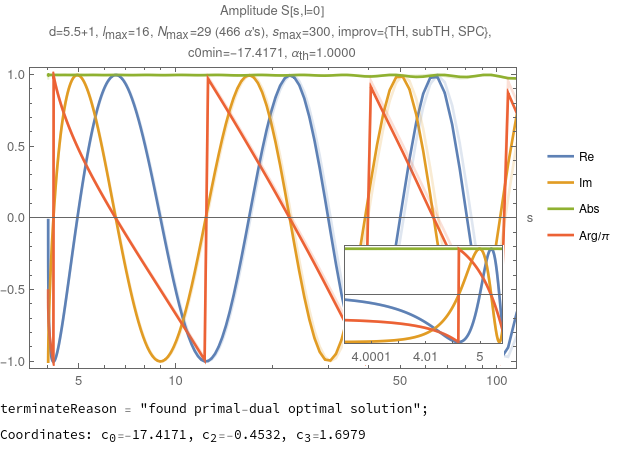 Amplitude S[s,l=0]
d=5.5+1, lmax=16, Nmax=29 (466 α's), smax=300, improv={TH, subTH, SPC},
c0min=−17.4171, αth=1.0000
1.0
0.5
0.0
−0.5
−1.0
5
10
50
100
s
Re
Im
Abs
Arg/π
4.0001
4.01
5
terminateReason = "found primal-dual optimal solution";
Coordinates: c0=-17.4171, c2=-0.4532, c3=1.6979